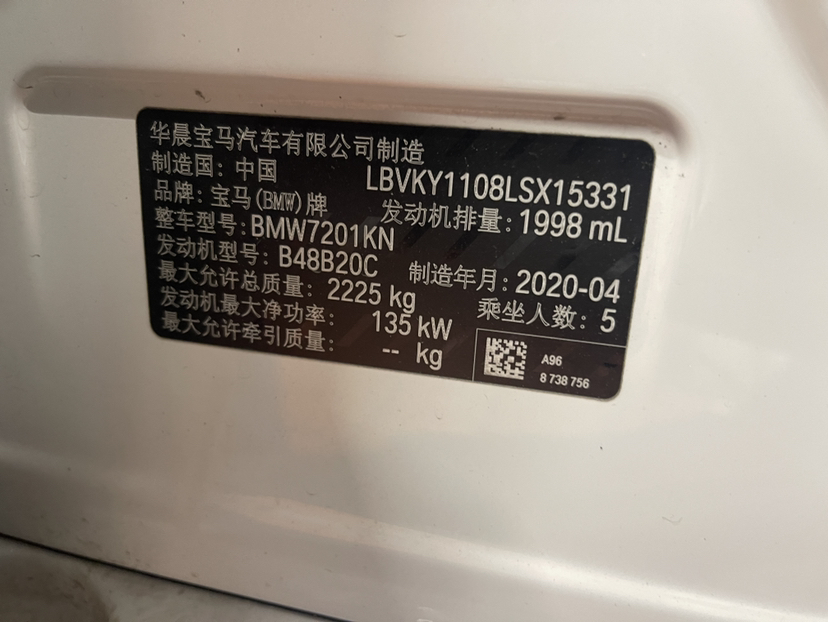 华晨宝马汽车有限公司制造
制造国: 中国 LBVKY1108LSX15331
品牌: 宝马(BMW)牌 发动机排量: 1998 mL
整车型号: BMW7201KN
发动机型号: B48B20C 制造年月: 2020-04
最大允许总质量: 2225 kg 乘坐人数: 5
发动机最大净功率: 135 kW
最大允许牵引质量: -- kg
A96
8 738 756